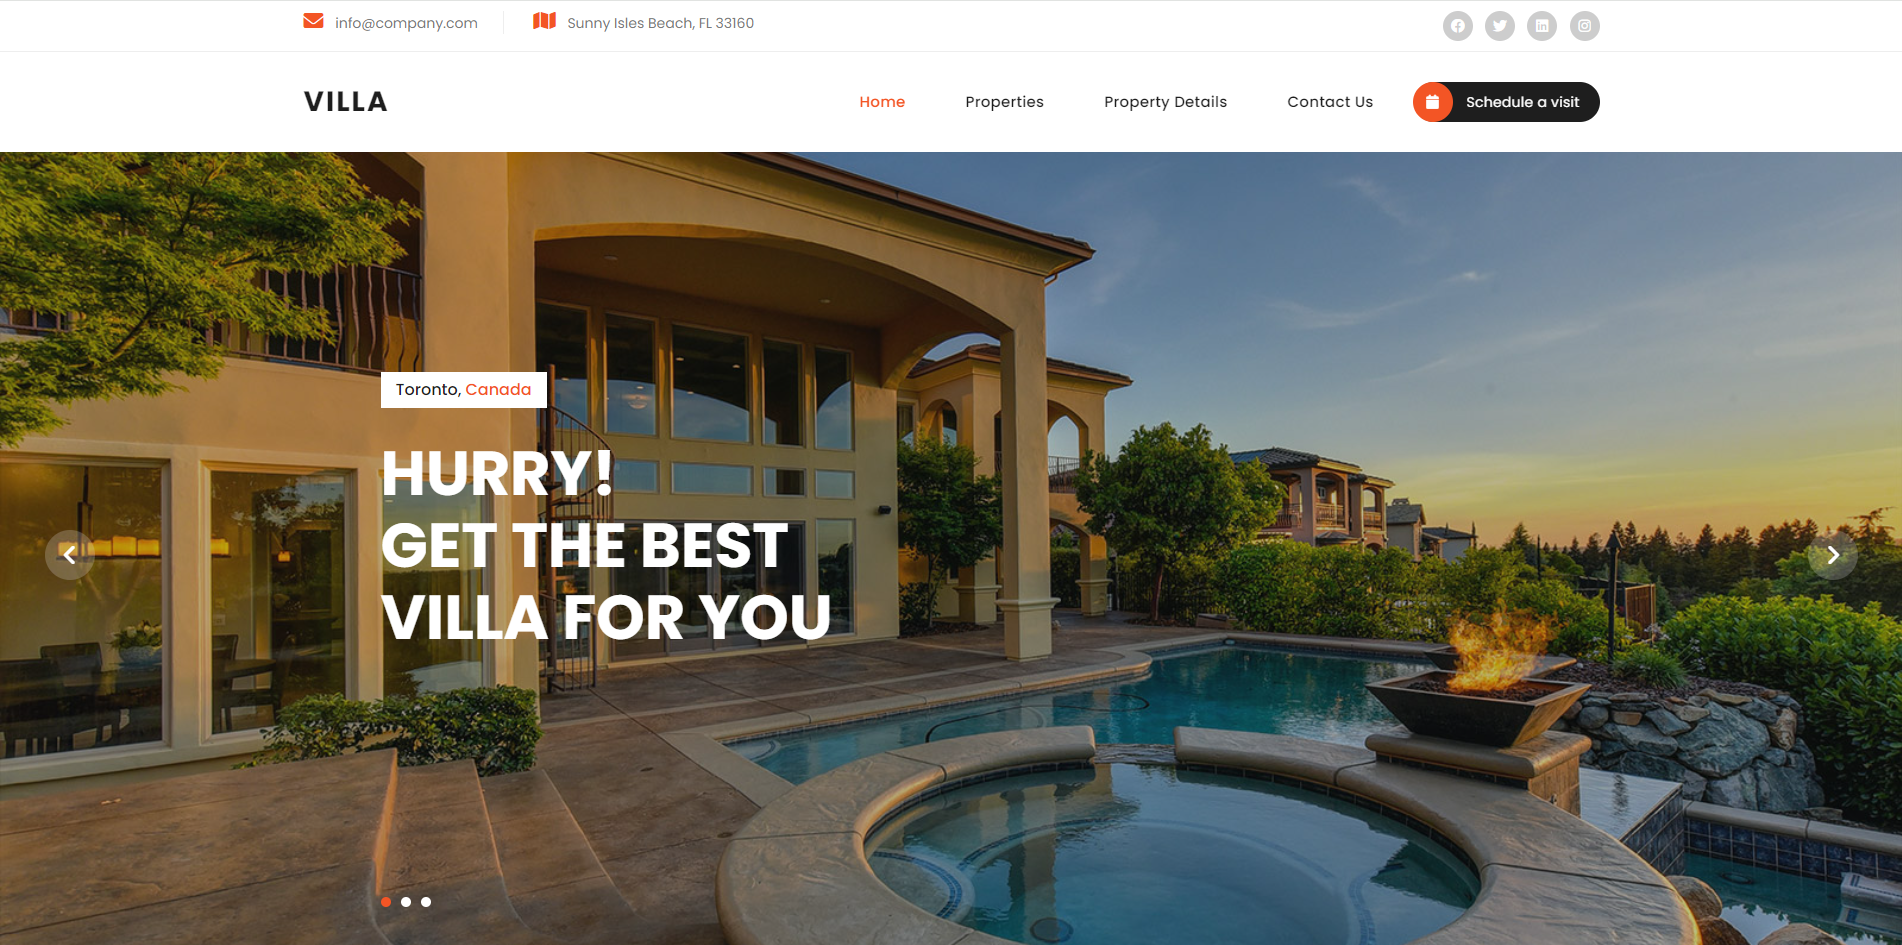 info@company.com
Sunny Isles Beach, FL 33160
VILLA
Home
Properties
Property Details
Contact Us
Schedule a visit
Toronto, Canada
HURRY!
GET THE BEST
VILLA FOR YOU